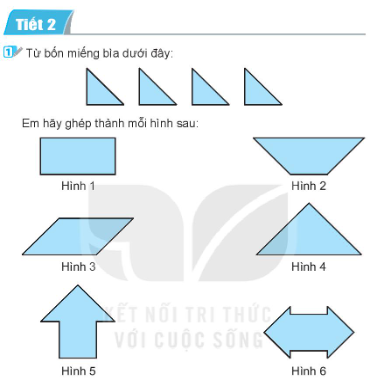 Tiết 2
1 Từ bốn miếng bìa dưới đây:
Em hãy ghép thành mỗi hình sau:
Hình 1
Hình 2
Hình 3
Hình 4
KẾT NỐI TRI THỨC
VỚI CUỘC SỐNG
Hình 5
Hình 6